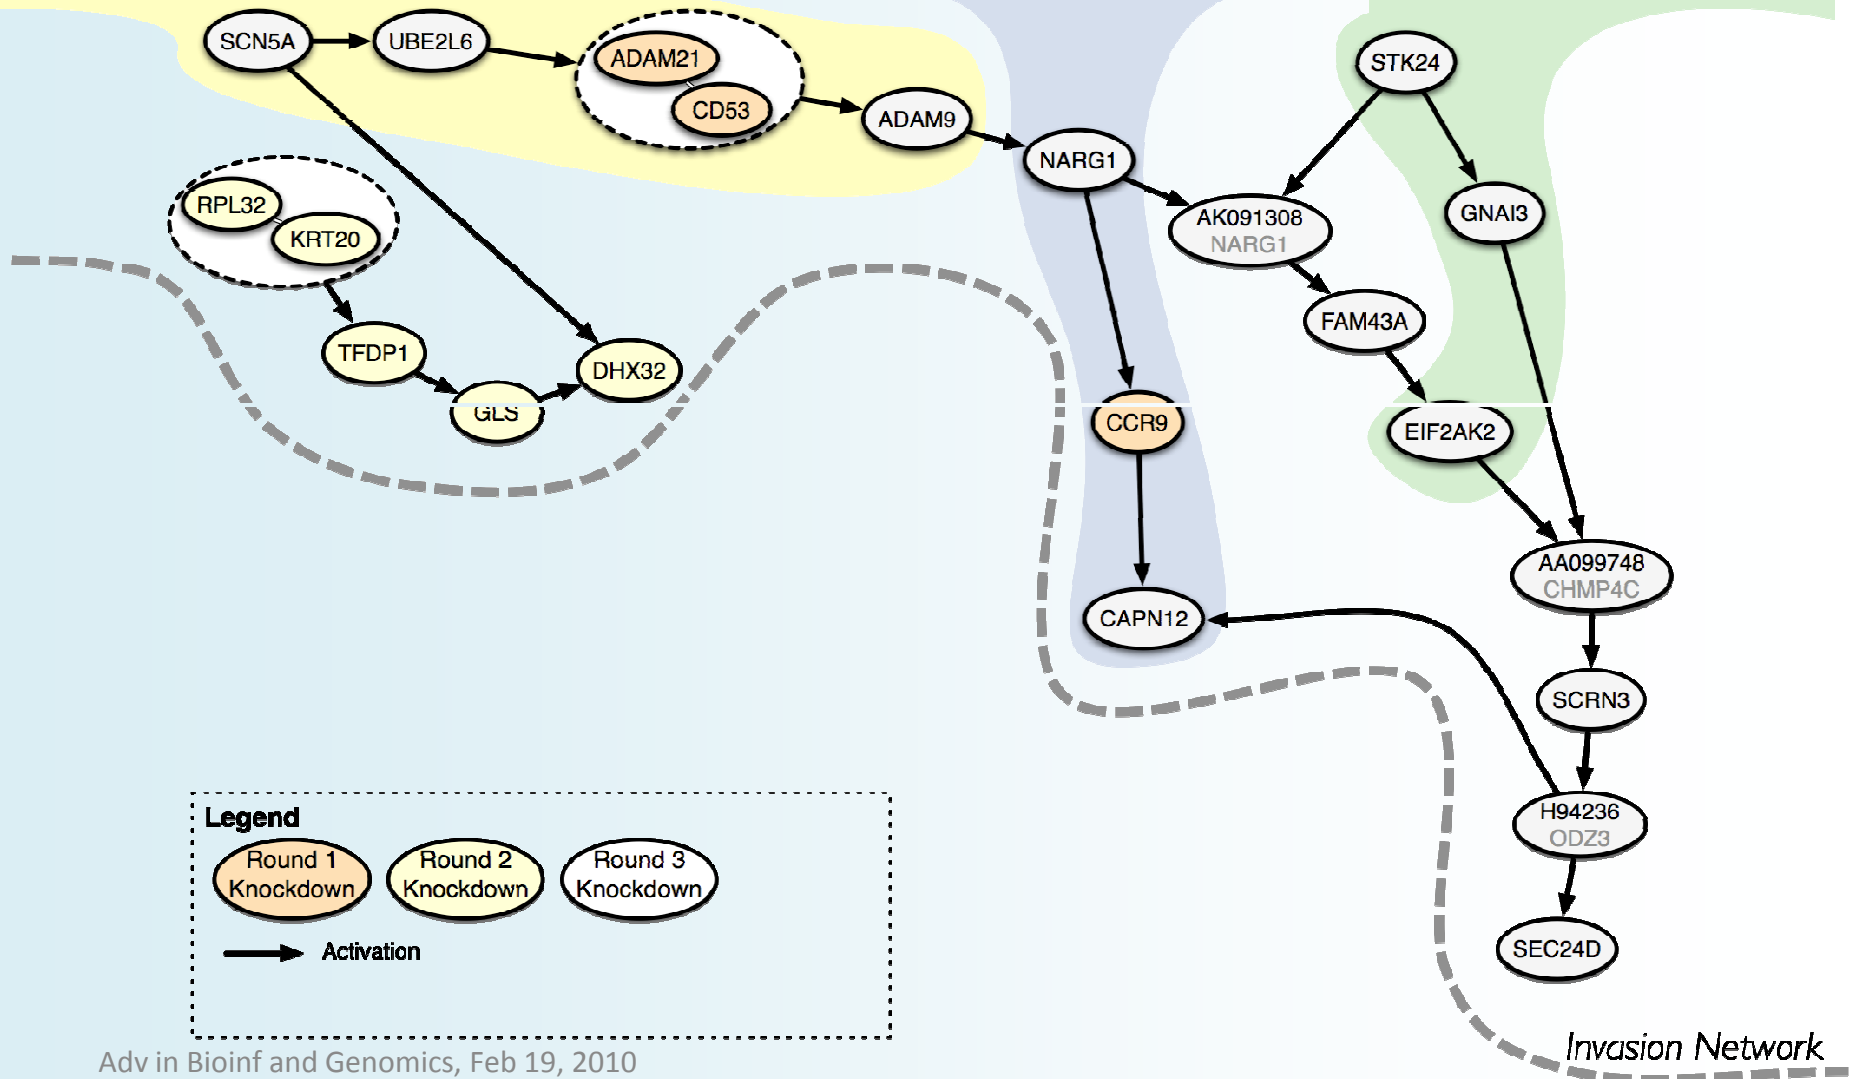 SCN5A
UBE2L6
ADAM21
CD53
ADAM9
NARG1
STK24
GNAI3
AK091308
NARG1
FAM43A
EIF2AK2
RPL32
KRT20
TFDP1
GLS
DHX32
CCR9
CAPN12
AA099748
CHMP4C
SCRN3
H94236
ODZ3
SEC24D
Legend
Round 1
Knockdown
Round 2
Knockdown
Round 3
Knockdown
Activation
Invasion Network
Adv in Bioinf and Genomics, Feb 19, 2010